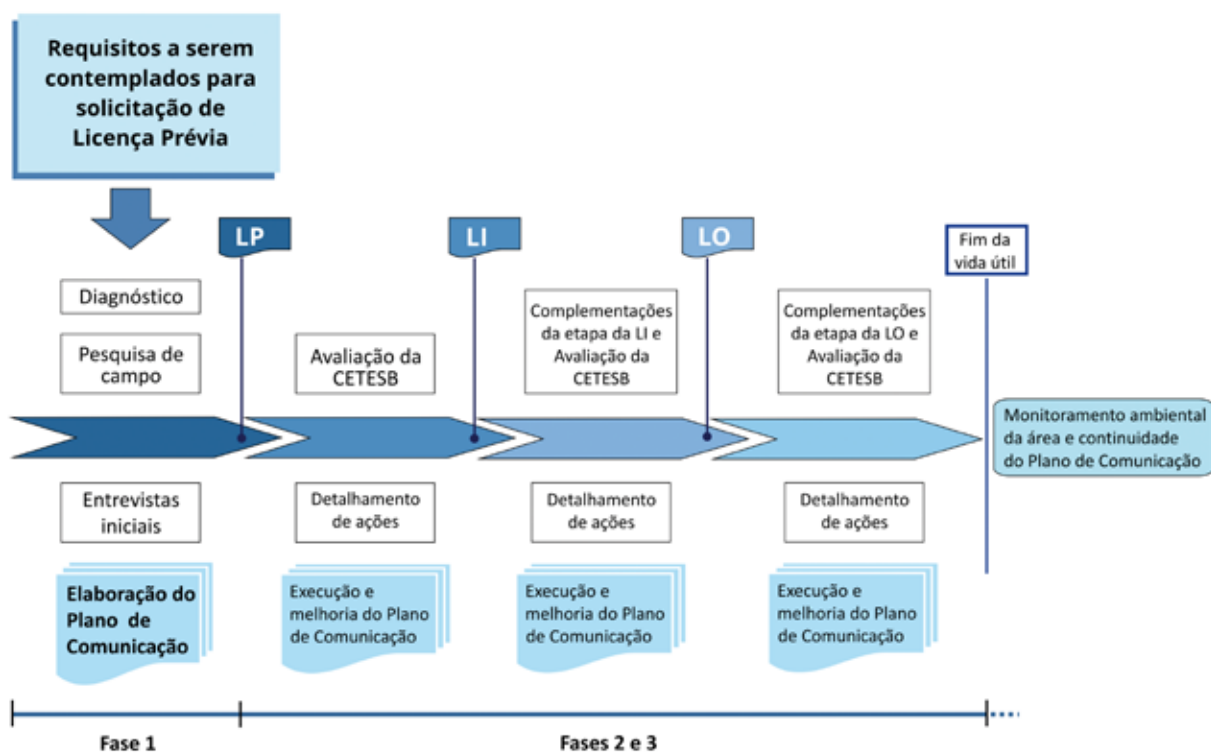 Requisitos a serem
contemplados para
solicitação de
Licença Prévia
LP
LI
LO
Fim da
vida útil
Diagnóstico
Pesquisa de
campo
Avaliação da
CETESB
Complementações
da etapa da LI e
Avaliação da
CETESB
Complementações
da etapa da LO e
Avaliação da
CETESB
Monitoramento ambiental
da área e continuidade
do Plano de Comunicação
Entrevistas
iniciais
Detalhamento
de ações
Detalhamento
de ações
Detalhamento
de ações
Elaboração do
Plano de
Comunicação
Execução e
melhoria do Plano
de Comunicação
Execução e
melhoria do Plano
de Comunicação
Execução e
melhoria do Plano
de Comunicação
Fase 1
Fases 2 e 3